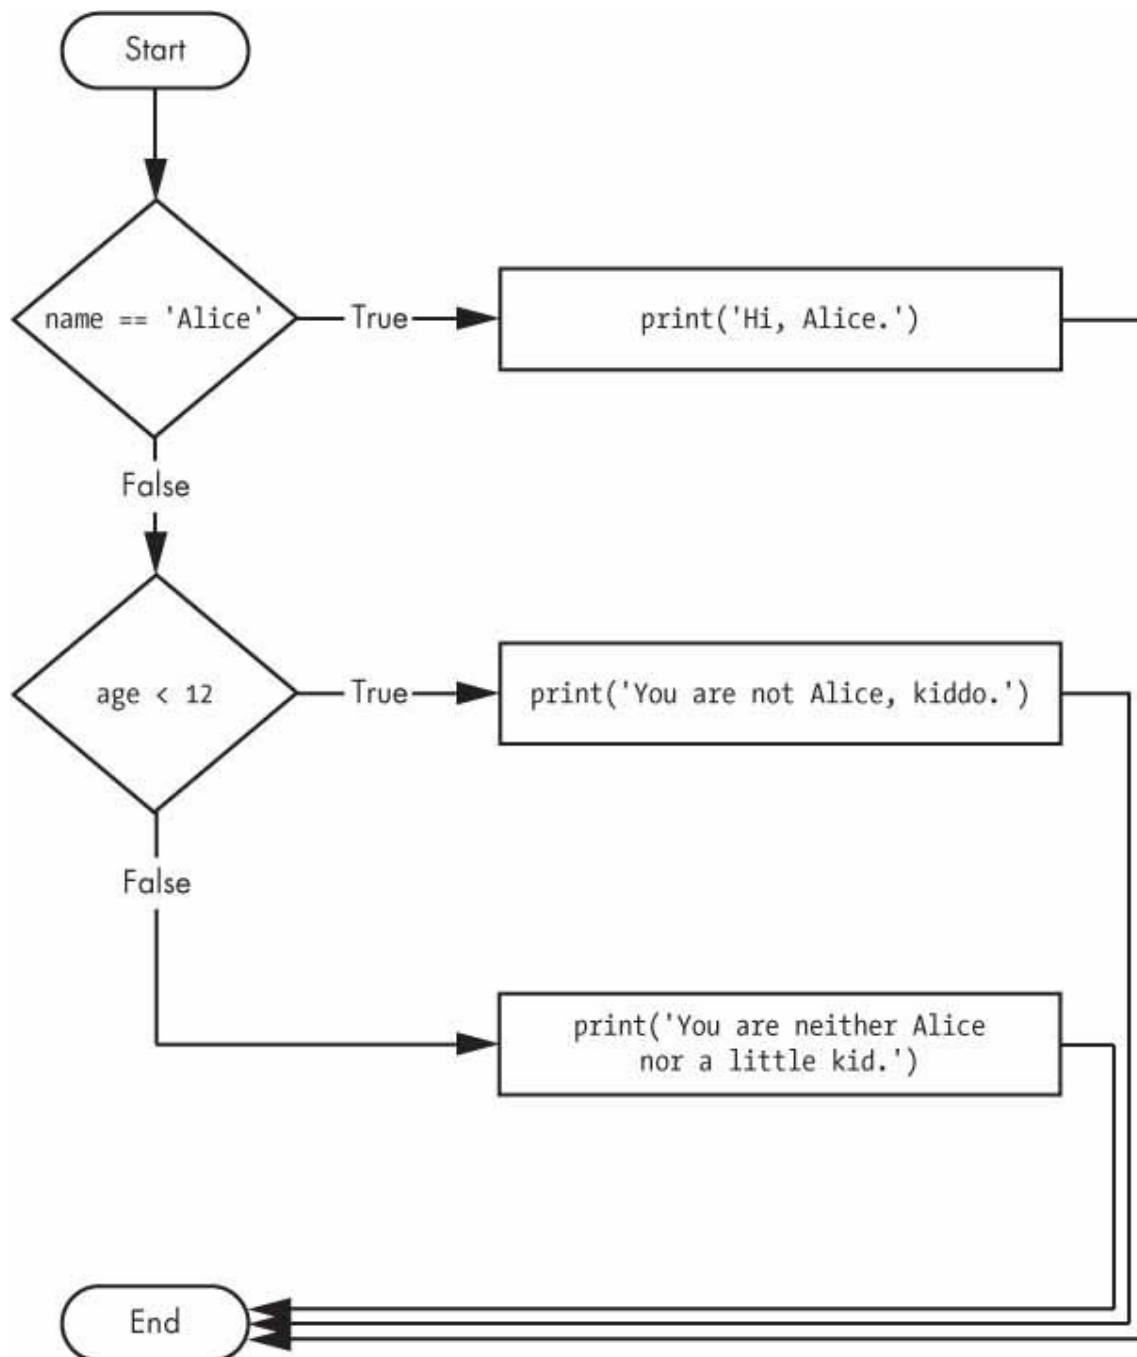 Start
name == 'Alice'
True
print('Hi, Alice.')
False
age < 12
True
print('You are not Alice, kiddo.')
False
print('You are neither Alice
nor a little kid.')
End